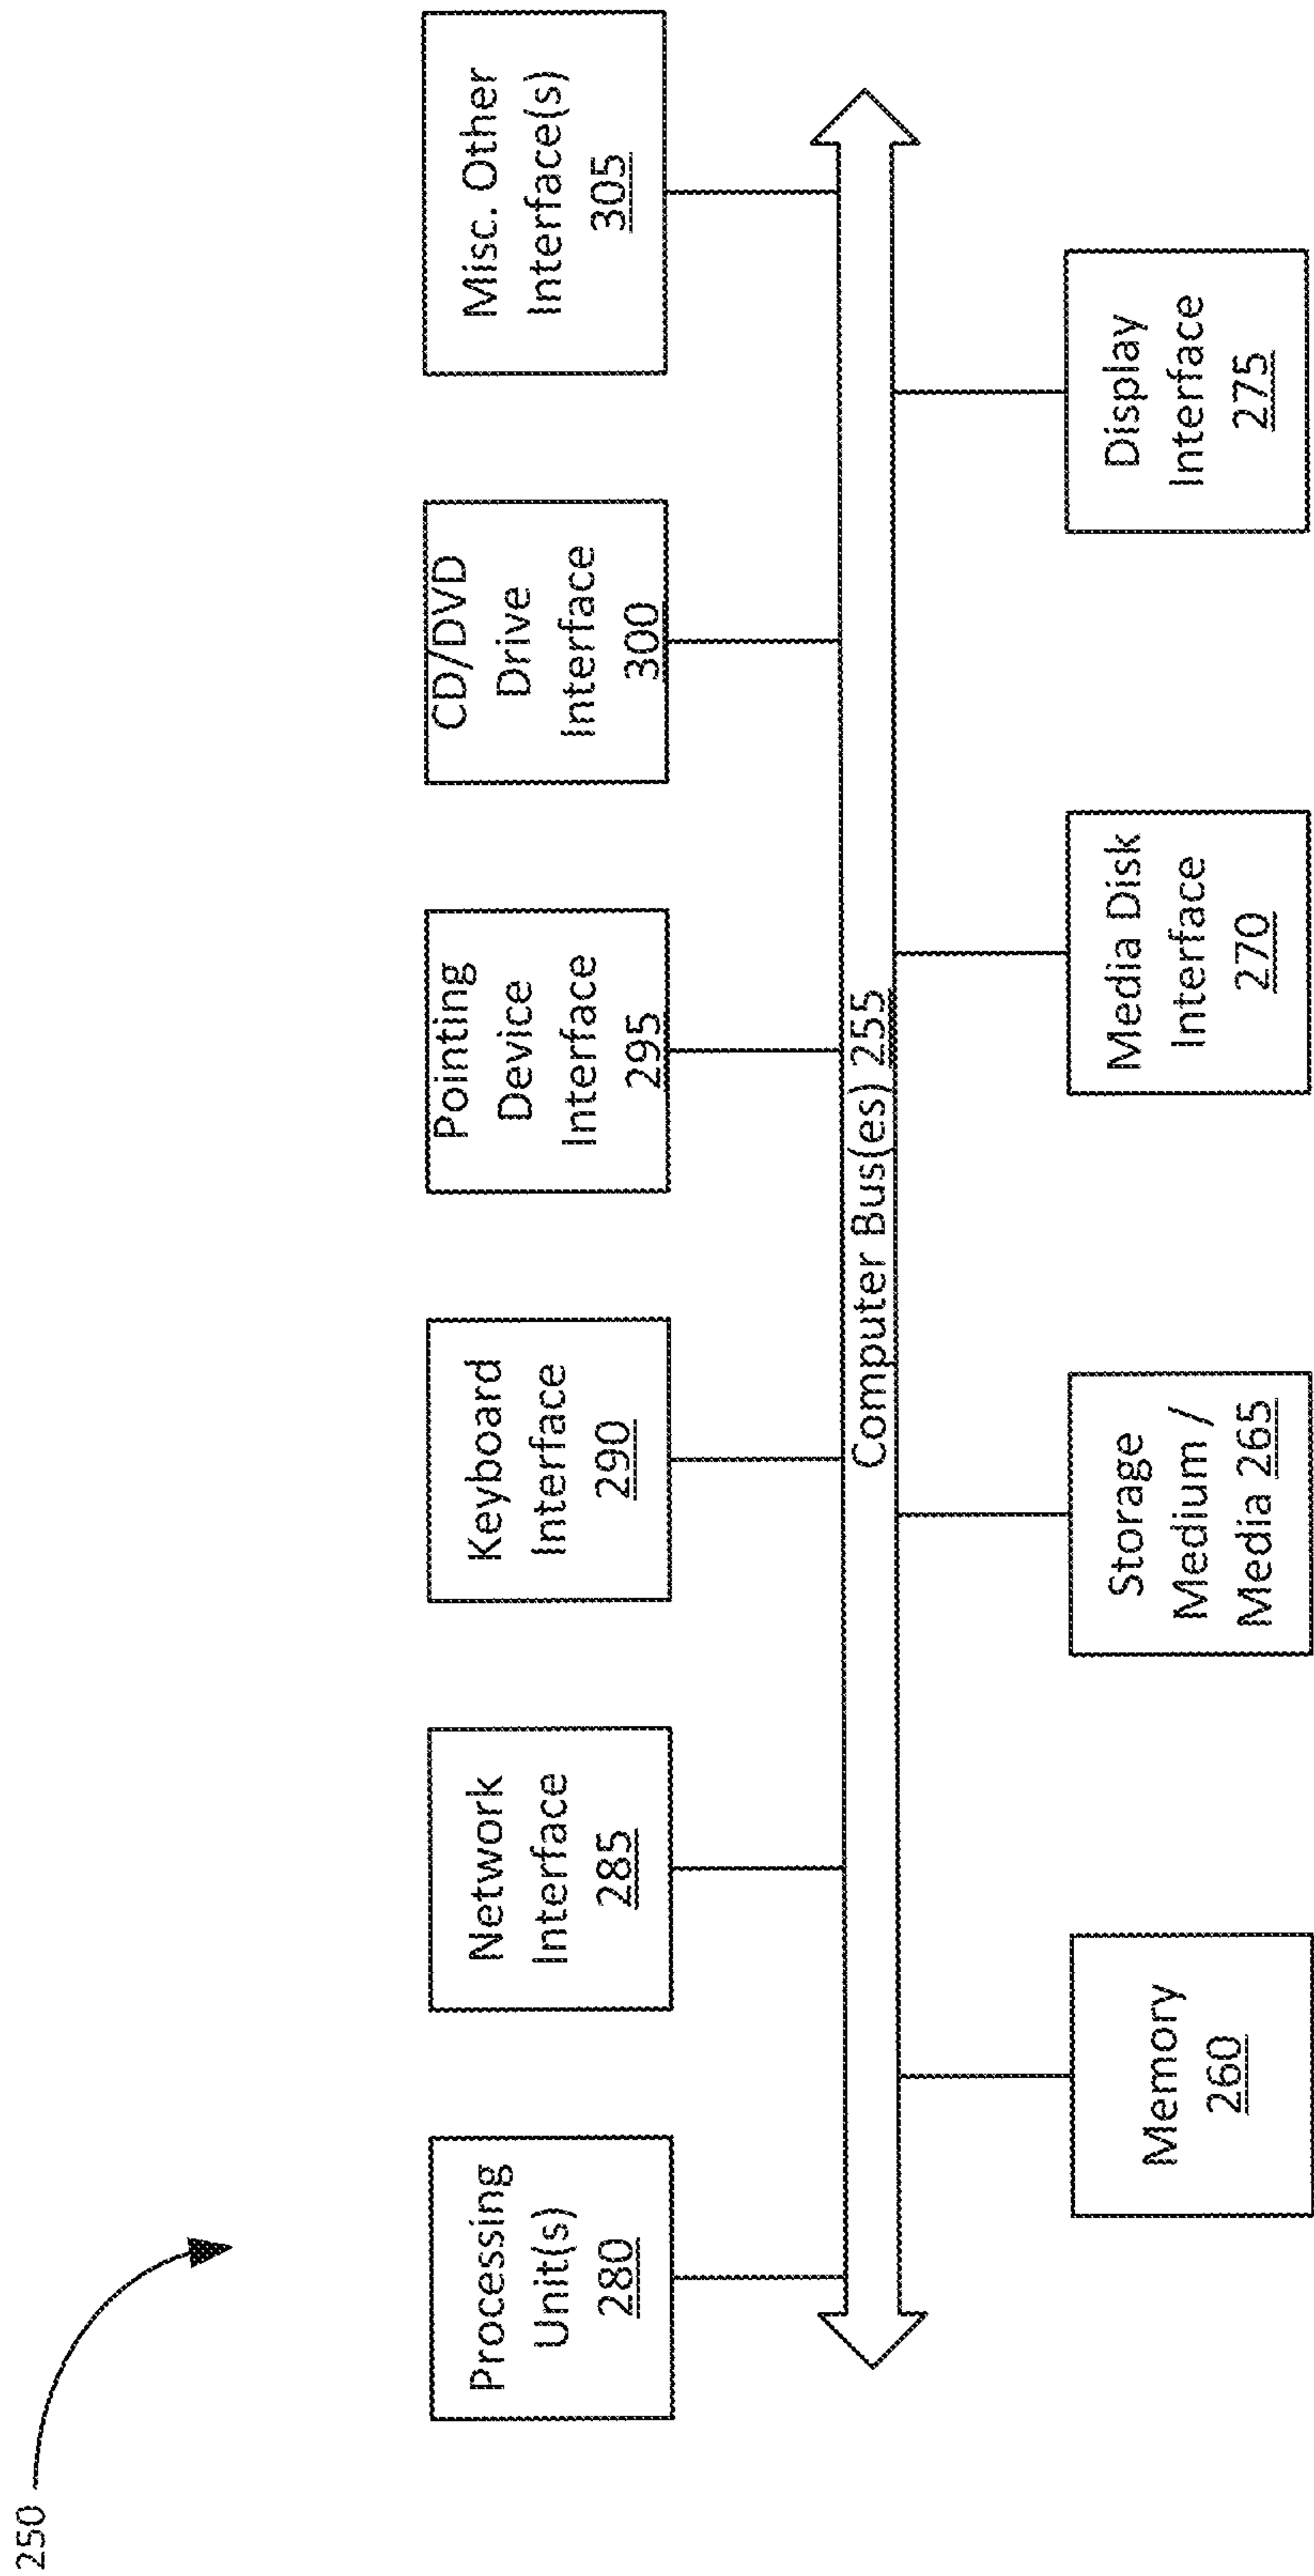 250
Processing
Unit(s)
280
Network
Interface
285
Keyboard
Interface
290
Pointing
Device
Interface
295
CD/DVD
Drive
Interface
300
Misc. Other
Interface(s)
305
Computer Bus(es) 255
Memory
260
Storage
Medium /
Media 265
Media Disk
Interface
270
Display
Interface
275